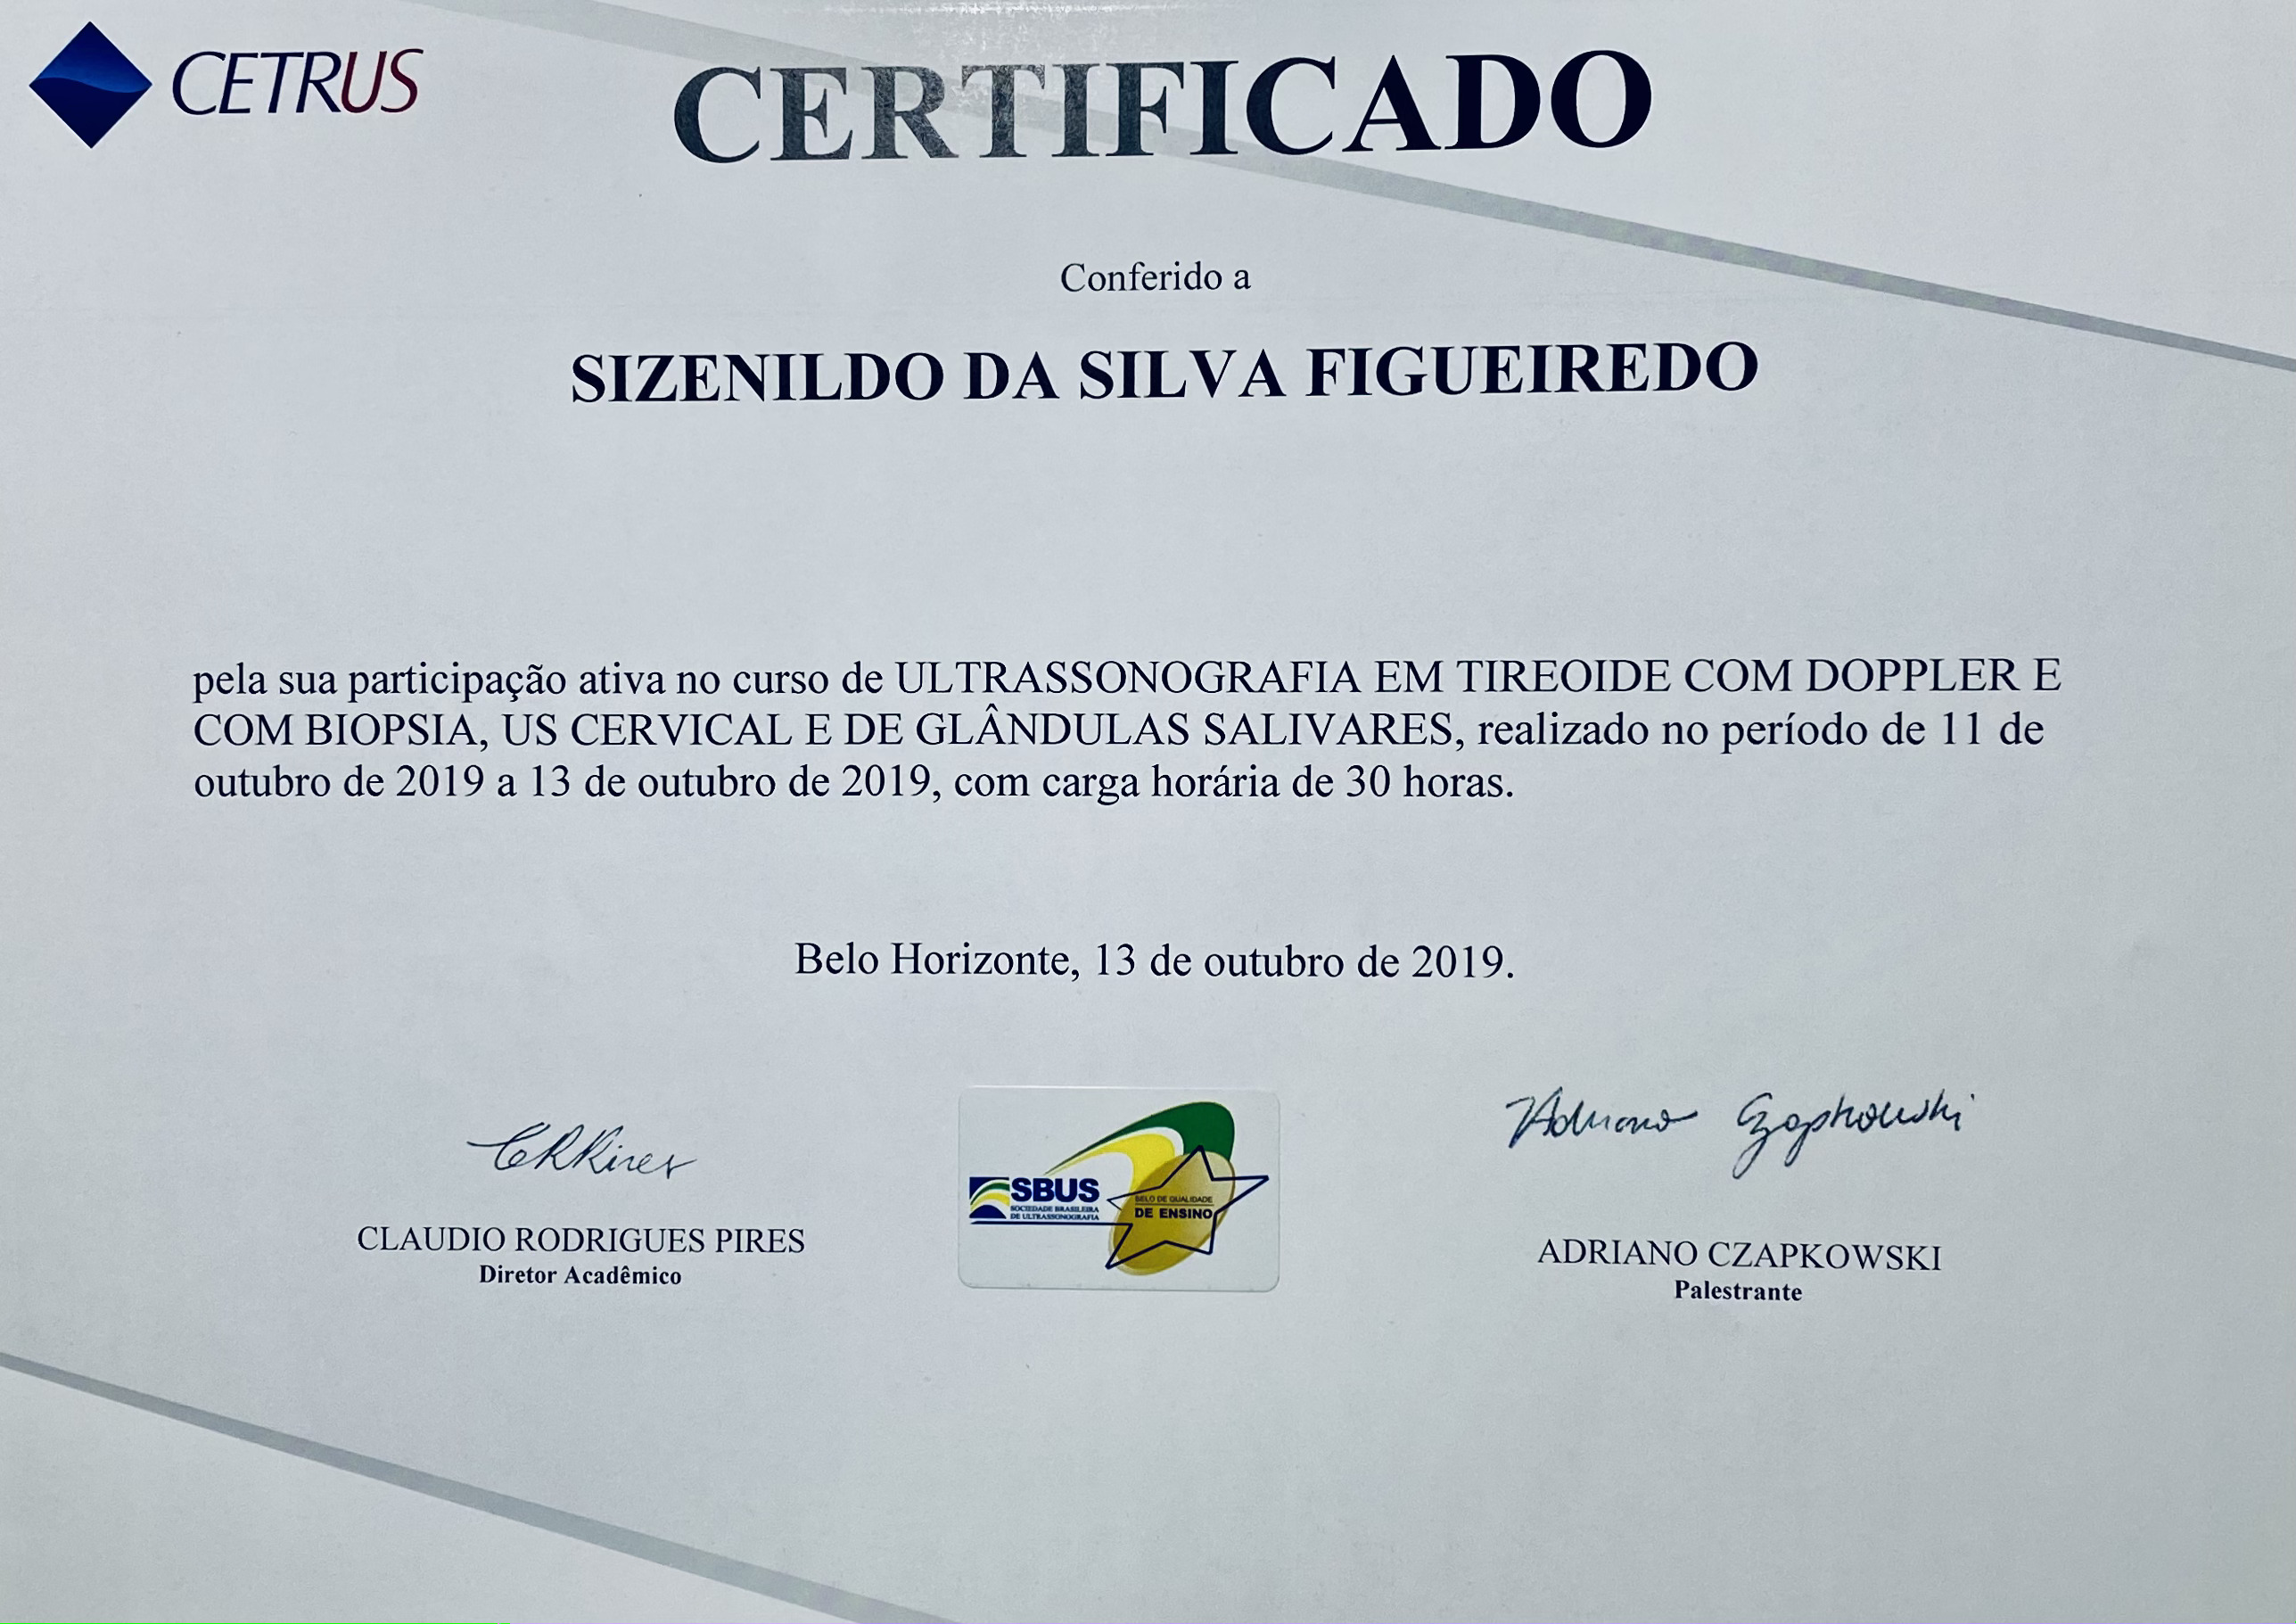 CETRUS
CERTIFICADO
Conferido a
SIZENILDO DA SILVA FIGUEIREDO
pela sua participação ativa no curso de ULTRASSONOGRAFIA EM TIREOIDE COM DOPPLER E
COM BIOPSIA, US CERVICAL E DE GLÂNDULAS SALIVARES, realizado no período de 11 de
outubro de 2019 a 13 de outubro de 2019, com carga horária de 30 horas.
Belo Horizonte, 13 de outubro de 2019.
CRPires
Adriano Czapkowski
SBUS
SOCIEDADE BRASILEIRA
DE ULTRASSONOGRAFIA
SELO DE QUALIDADE
DE ENSINO
CLAUDIO RODRIGUES PIRES
Diretor Acadêmico
ADRIANO CZAPKOWSKI
Palestrante